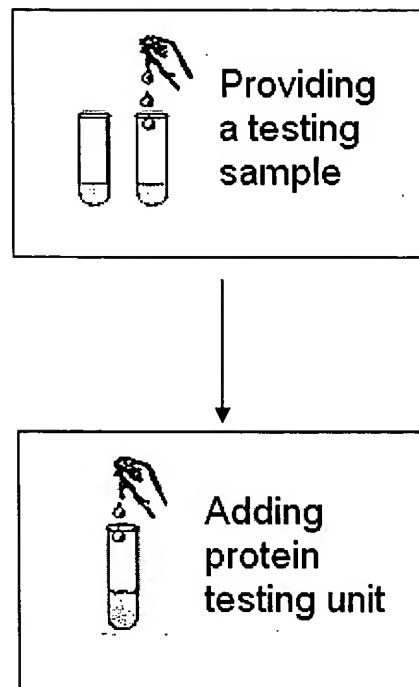 Providing
a testing
sample
Adding
protein
testing unit